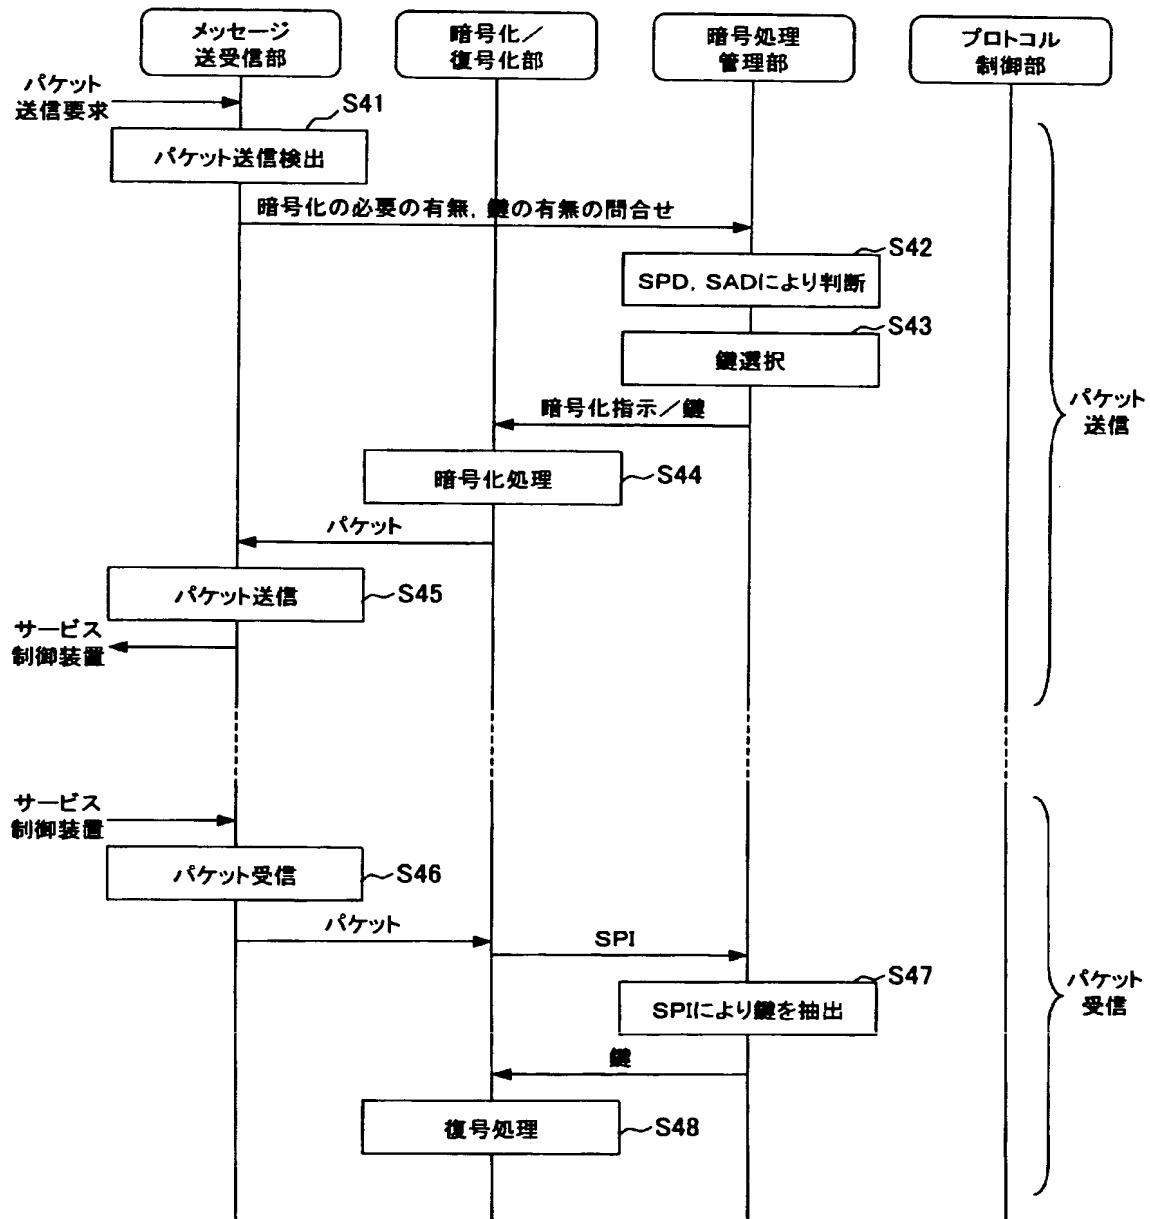 メッセージ
送受信部
暗号化／
復号化部
暗号処理
管理部
プロトコル
制御部
パケット
送信要求
S41
パケット送信検出
暗号化の必要の有無，鍵の有無の問合せ
S42
SPD，SADにより判断
S43
鍵選択
暗号化指示／鍵
パケット
送信
暗号化処理
S44
パケット
パケット送信
S45
サービス
制御装置
サービス
制御装置
パケット受信
S46
パケット
SPI
S47
SPIにより鍵を抽出
パケット
受信
鍵
復号処理
S48